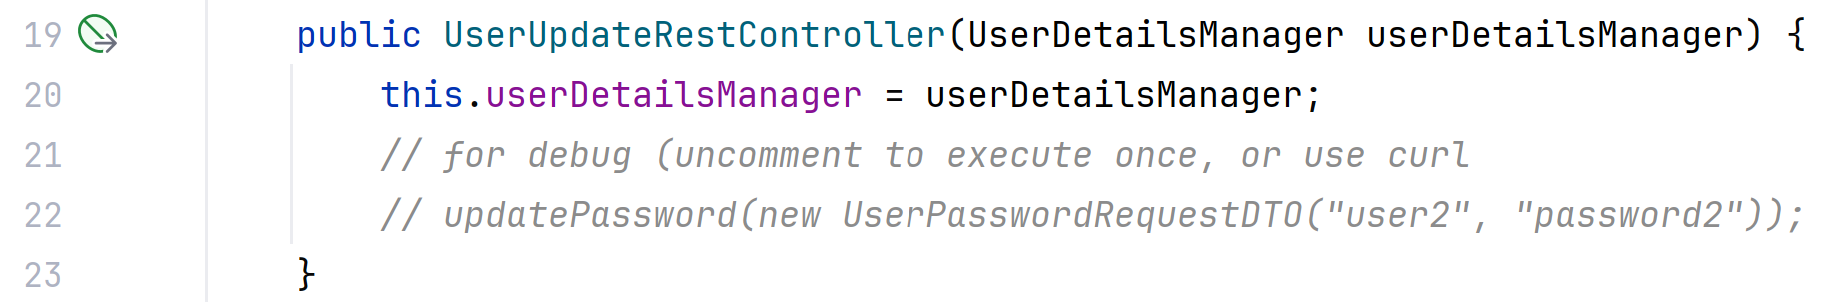 19 public UserUpdateRestController(UserDetailsManager userDetailsManager) {
20 this.userDetailsManager = userDetailsManager;
21 // for debug (uncomment to execute once, or use curl
22 // updatePassword(new UserPasswordRequestDTO("user2", "password2"));
23 }